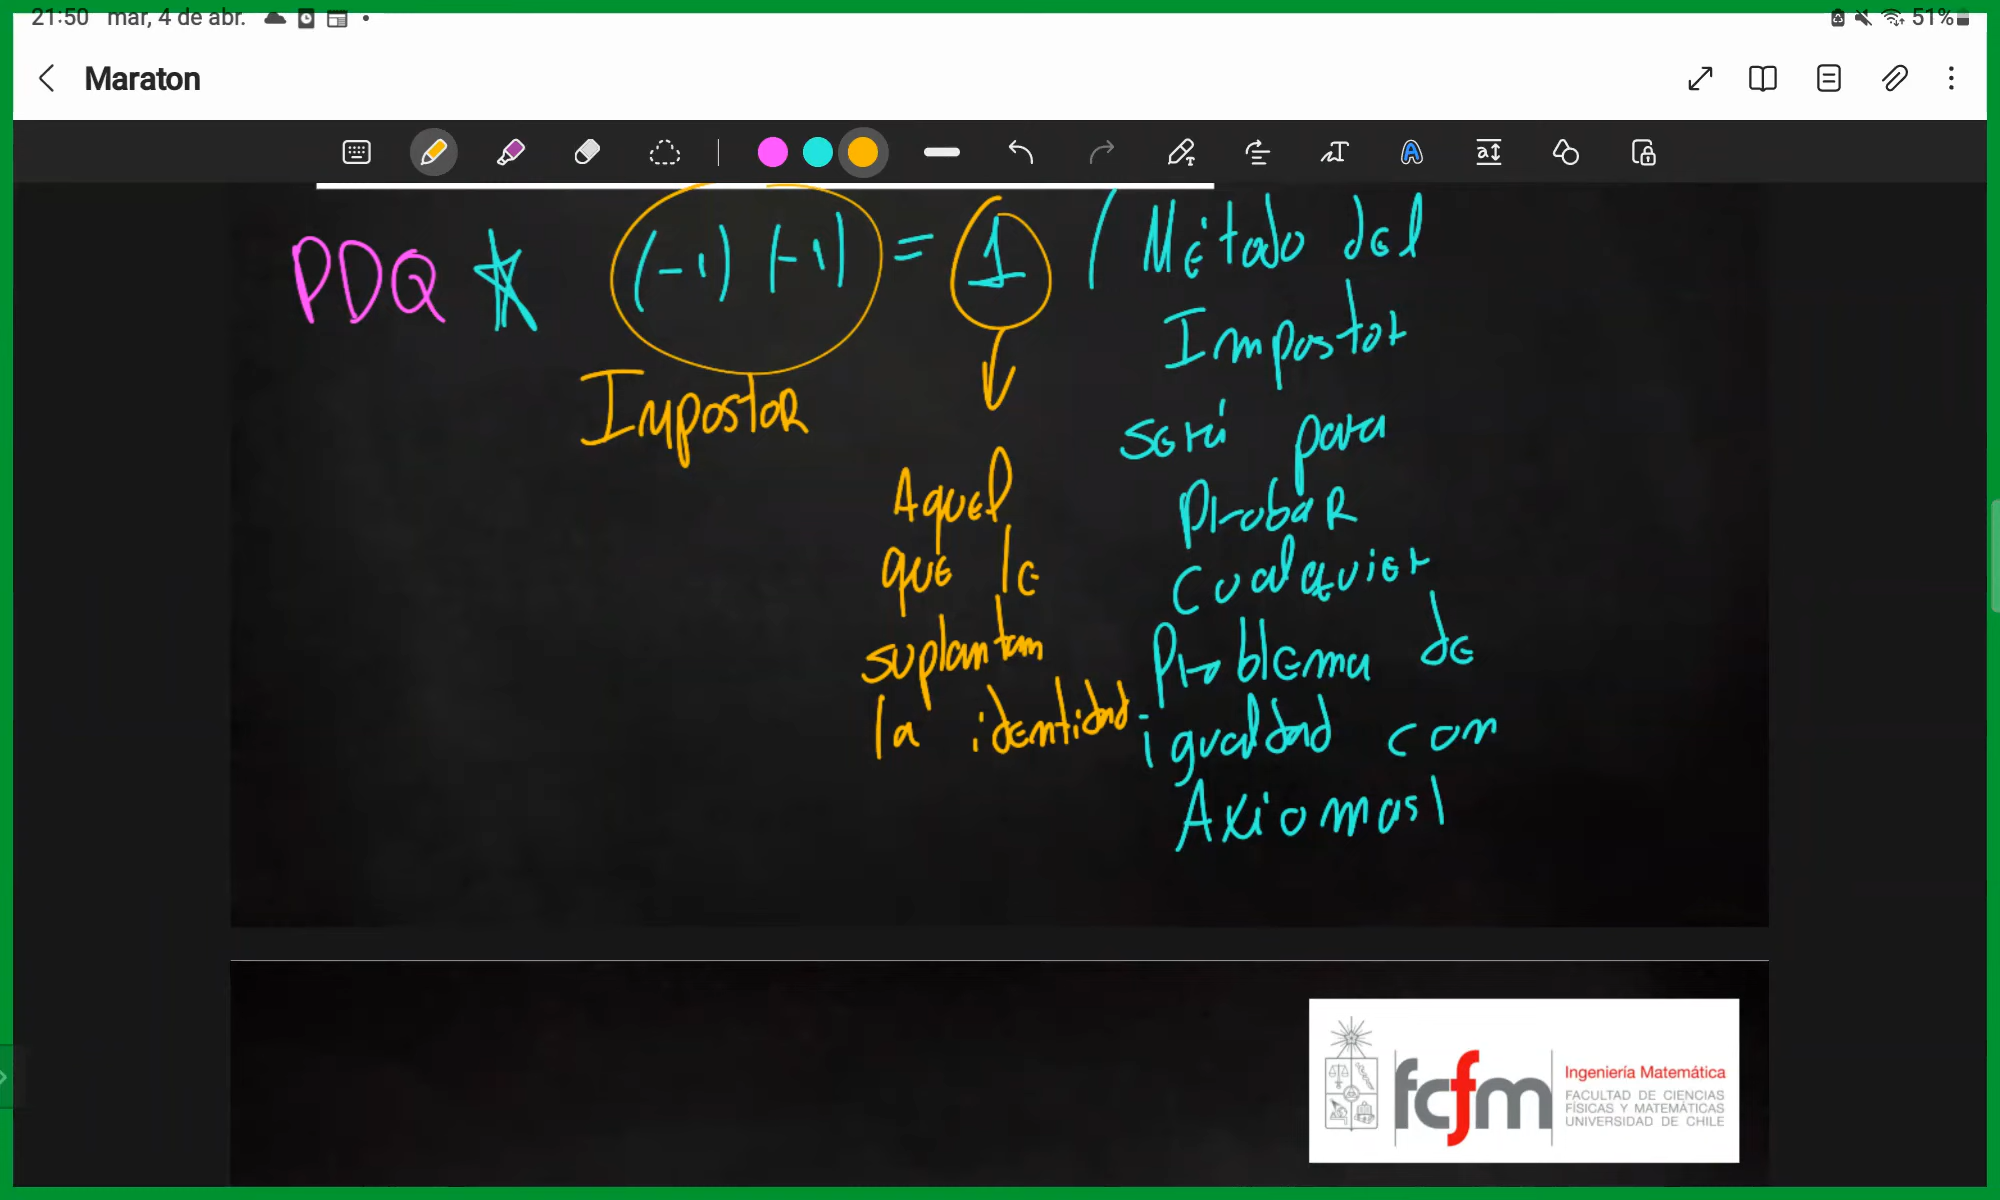 21:50 mar, 4 de abr. 51%
Maraton
PDQ (-1) (-1) = 1 (Método del
Impostor
será para
Probar
Cualquier
Problema de
igualdad con
Axiomas)
Impostor
Aquel
que le
suplantan
la identidad.
fcfm
Ingeniería Matemática
FACULTAD DE CIENCIAS
FÍSICAS Y MATEMÁTICAS
UNIVERSIDAD DE CHILE